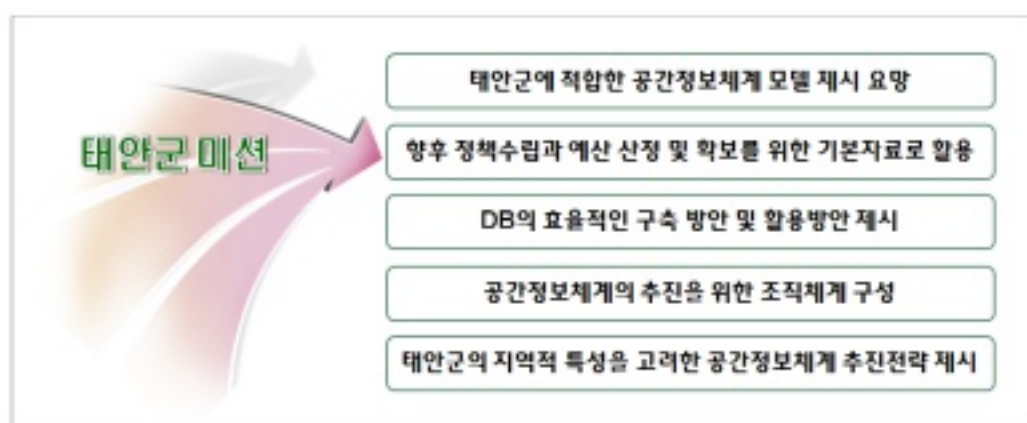 태안군 미션
태안군에 적합한 공간정보체계 모델 제시 요망
향후 정책수립과 예산 산정 및 확보를 위한 기본자료로 활용
DB의 효율적인 구축 방안 및 활용방안 제시
공간정보체계의 추진을 위한 조직체계 구성
태안군의 지역적 특성을 고려한 공간정보체계 추진전략 제시